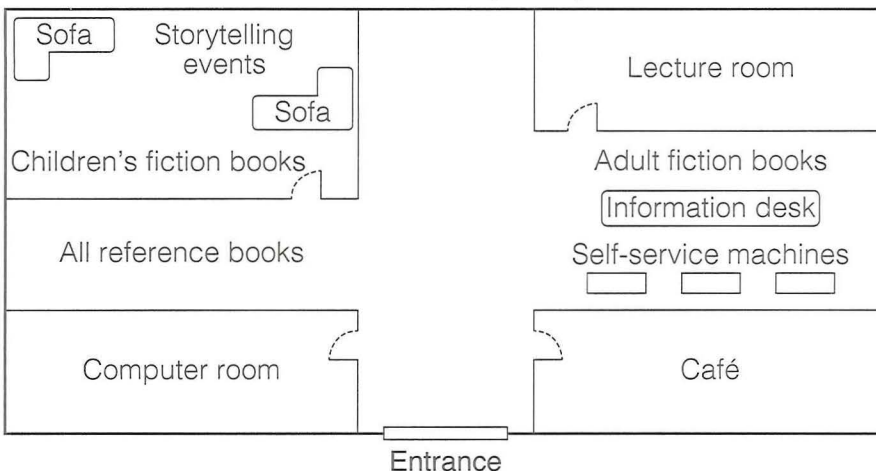 Sofa
Storytelling
events
Sofa
Children's fiction books
All reference books
Computer room
Lecture room
Adult fiction books
Information desk
Self-service machines
Café
Entrance